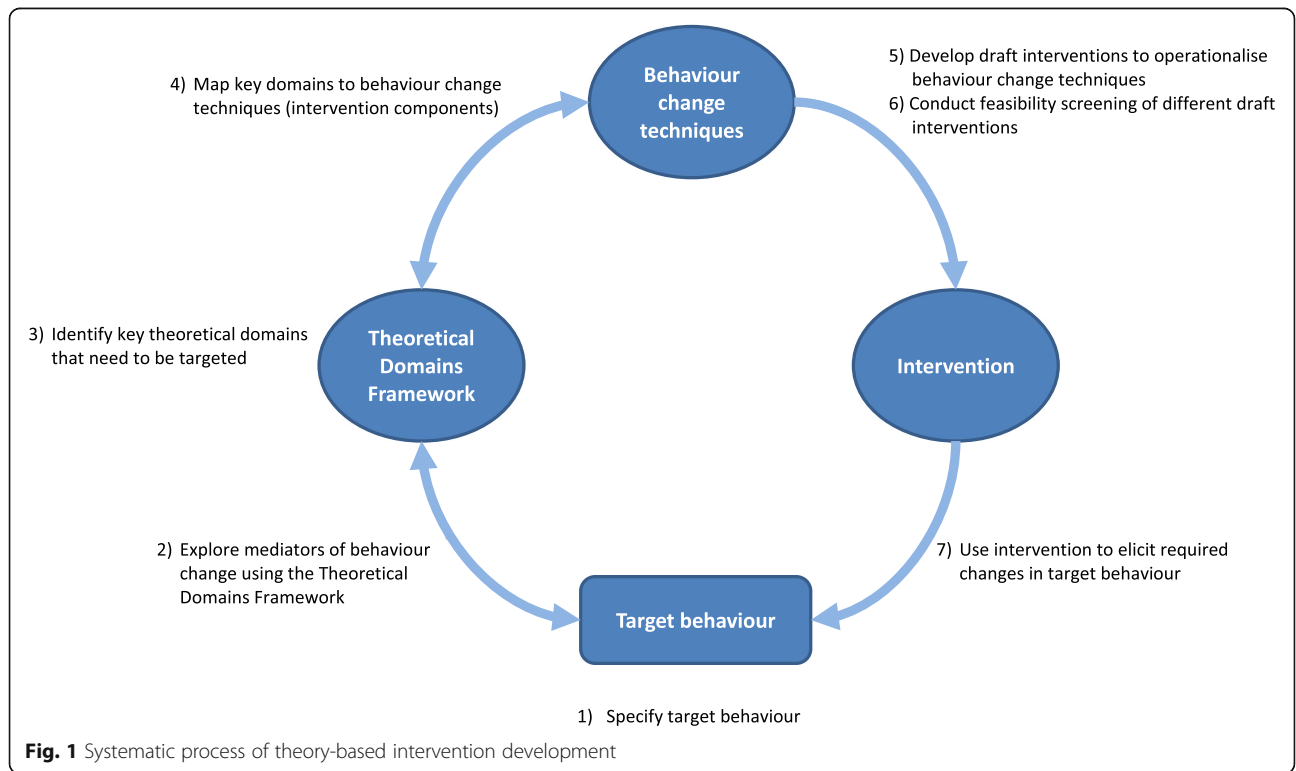 Behaviour
change
techniques
4) Map key domains to behaviour change
techniques (intervention components)
5) Develop draft interventions to operationalise
behaviour change techniques
6) Conduct feasibility screening of different draft
interventions
3) Identify key theoretical domains
that need to be targeted
Theoretical
Domains
Framework
Intervention
2) Explore mediators of behaviour
change using the Theoretical
Domains Framework
7) Use intervention to elicit required
changes in target behaviour
Target behaviour
1) Specify target behaviour
Fig. 1 Systematic process of theory-based intervention development